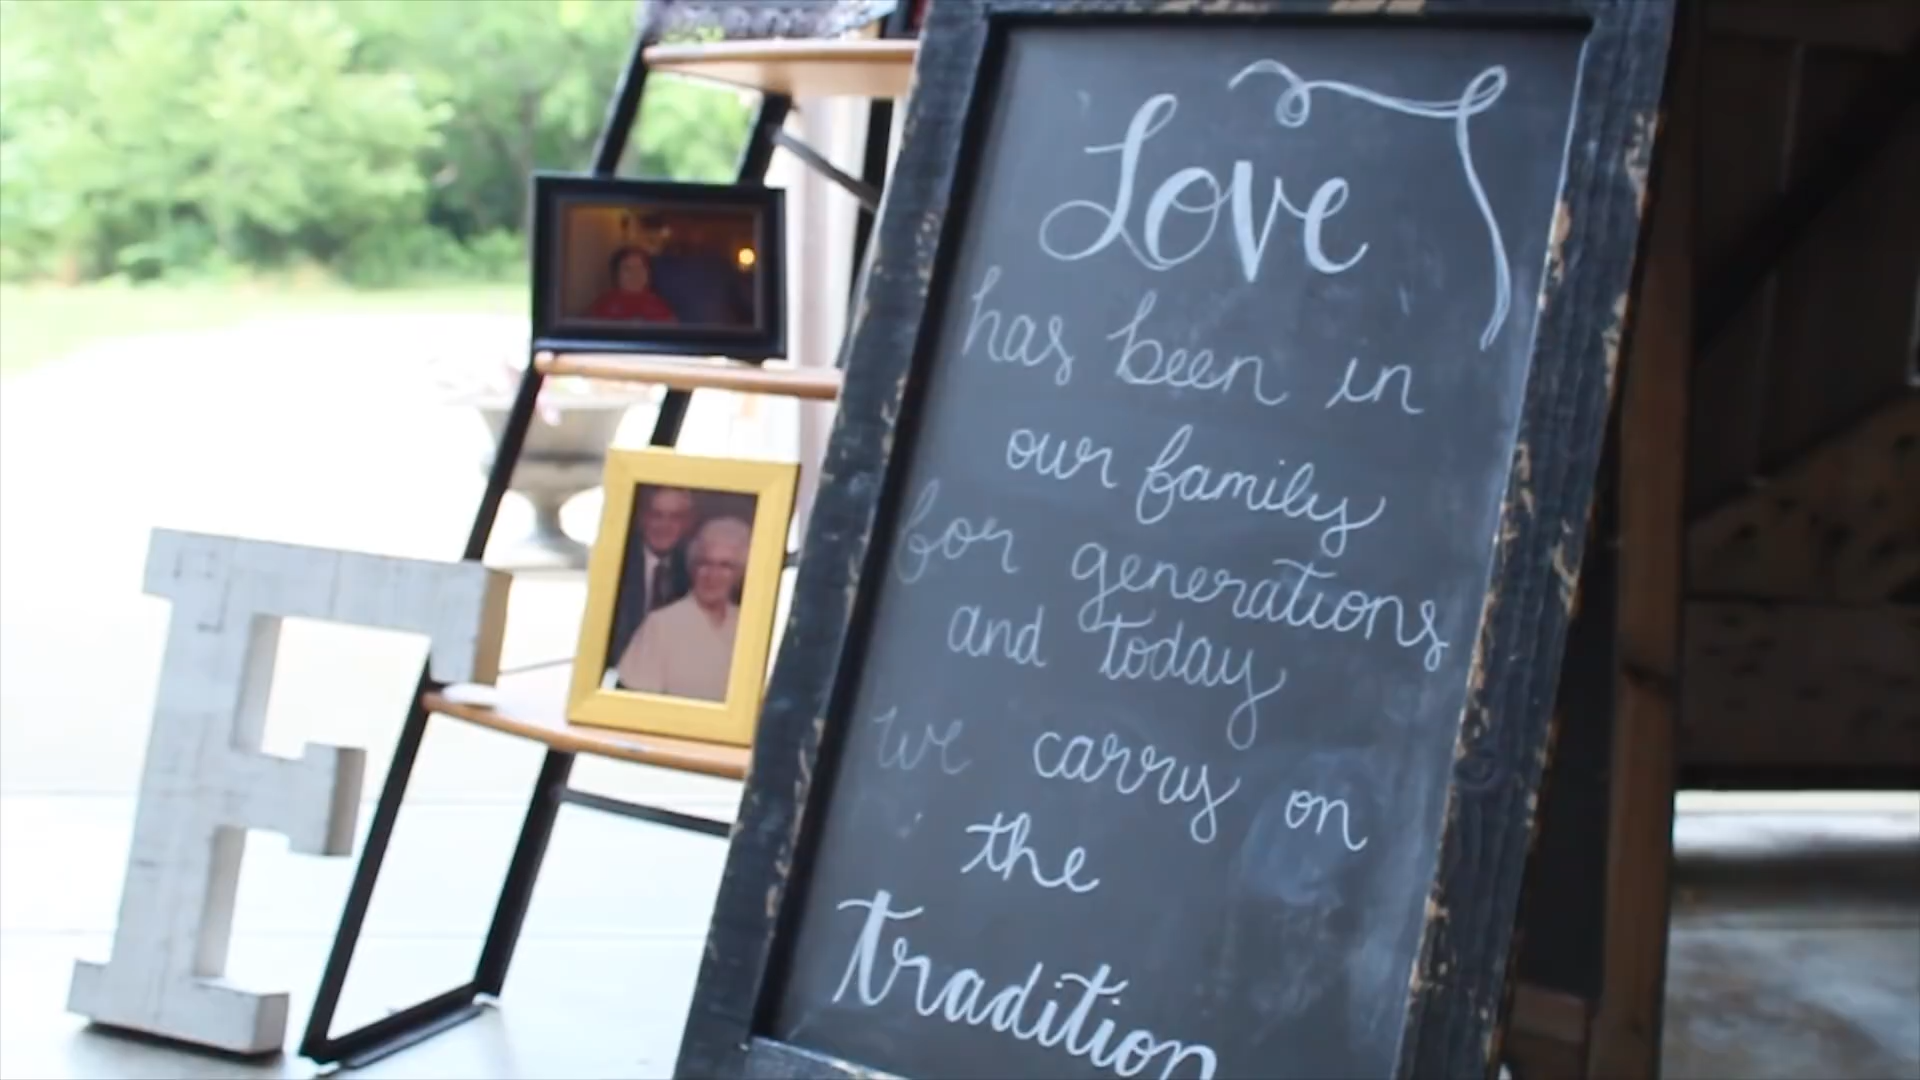 Love
has been in
our family
for generations
and today
we carry on
the
tradition
F